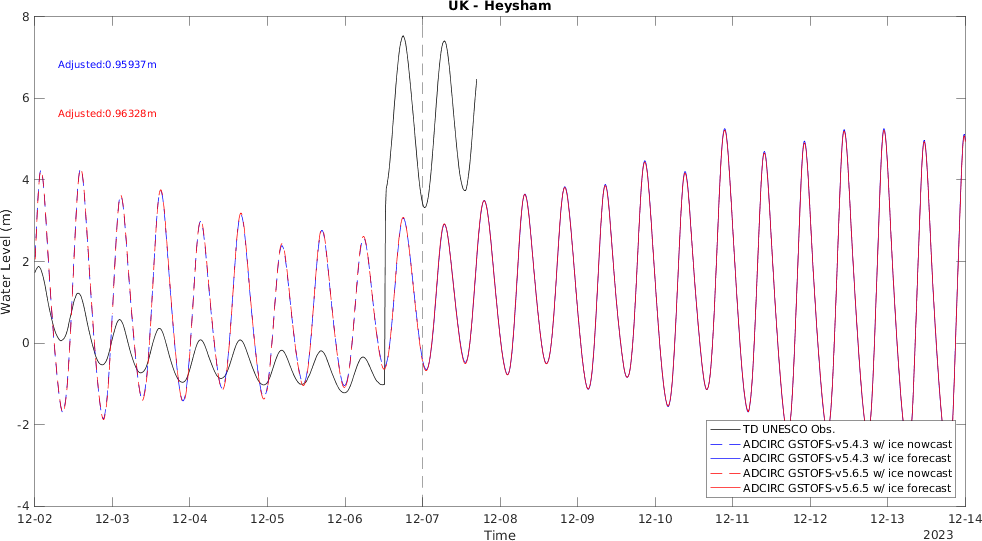 UK - Heysham
8
6
4
2
0
-2
-4
Water Level (m)
Adjusted:0.95937m
Adjusted:0.96328m
TD UNESCO Obs.
ADCIRC GSTOFS-v5.4.3 w/ ice nowcast
ADCIRC GSTOFS-v5.4.3 w/ ice forecast
ADCIRC GSTOFS-v5.6.5 w/ ice nowcast
ADCIRC GSTOFS-v5.6.5 w/ ice forecast
12-02 12-03 12-04 12-05 12-06 12-07 12-08 12-09 12-10 12-11 12-12 12-13 12-14
Time
2023